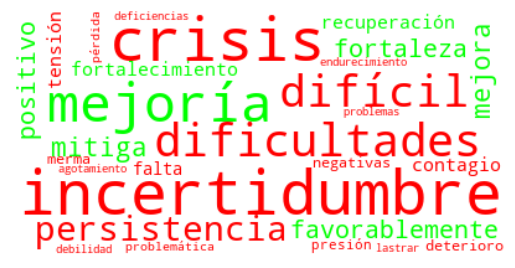 deficiencias
crisis
recuperación
positivo
tensión
pérdida
fortaleza
mejora
fortalecimiento
endurecimiento
difícil
mejoría
problemas
dificultades
mitiga
merma
agotamiento
falta
negativas
contagio
incertidumbre
persistencia
favorablemente
debilidad
problemática
presión
lastrar
deterioro